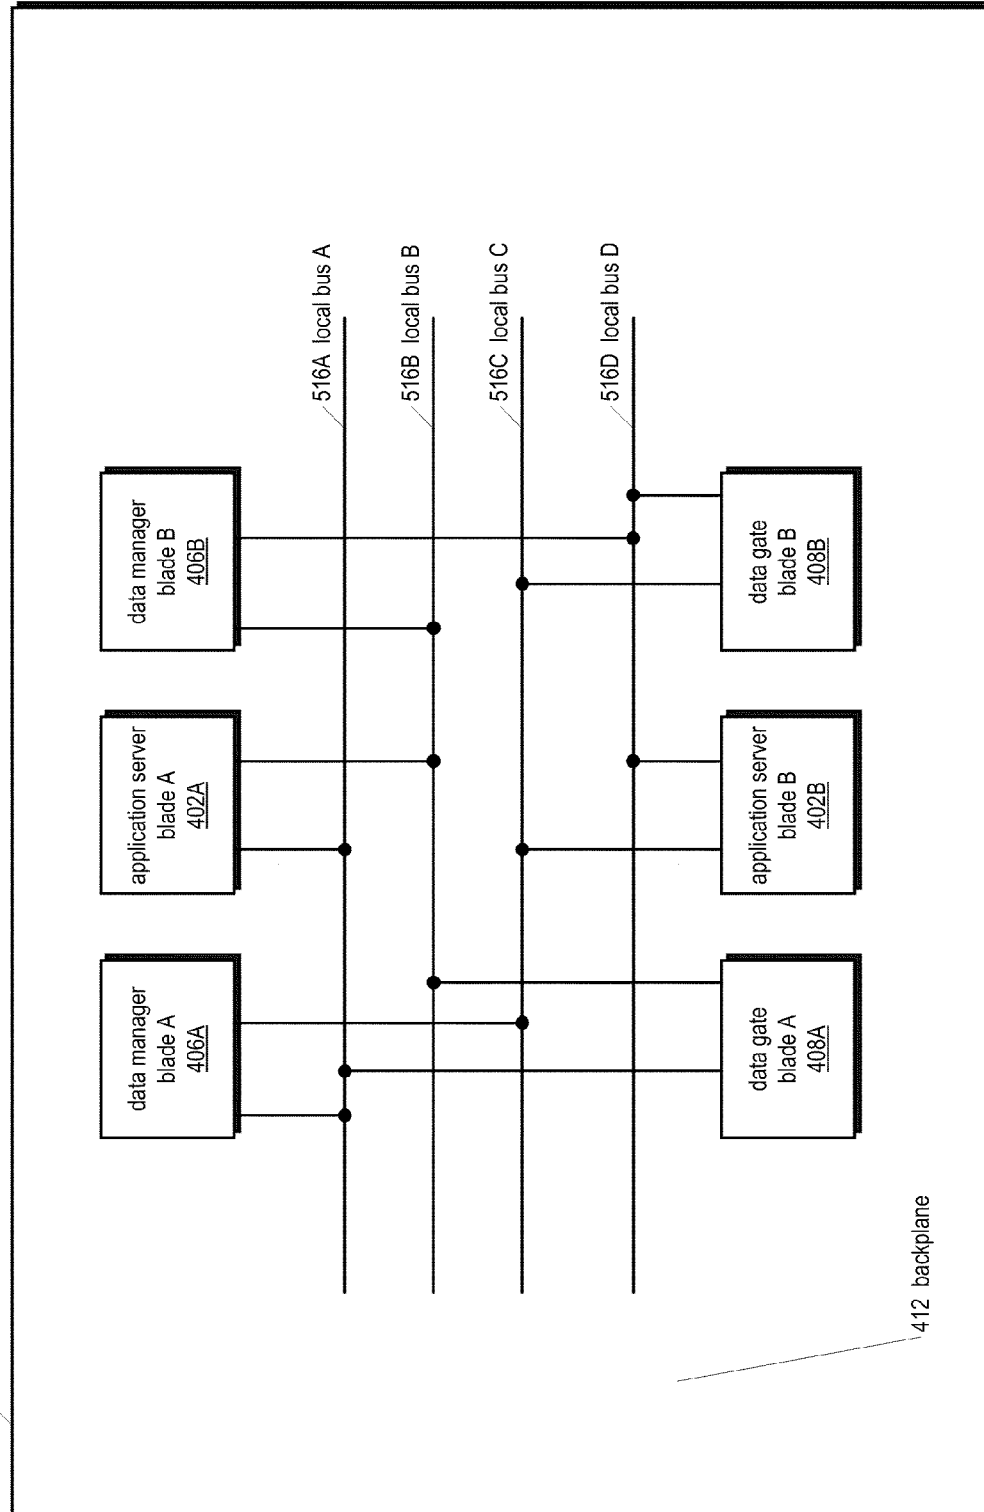 data manager
blade A
406A
application server
blade A
402A
data manager
blade B
406B
516A local bus A
516B local bus B
516C local bus C
516D local bus D
data gate
blade A
408A
application server
blade B
402B
data gate
blade B
408B
412 backplane